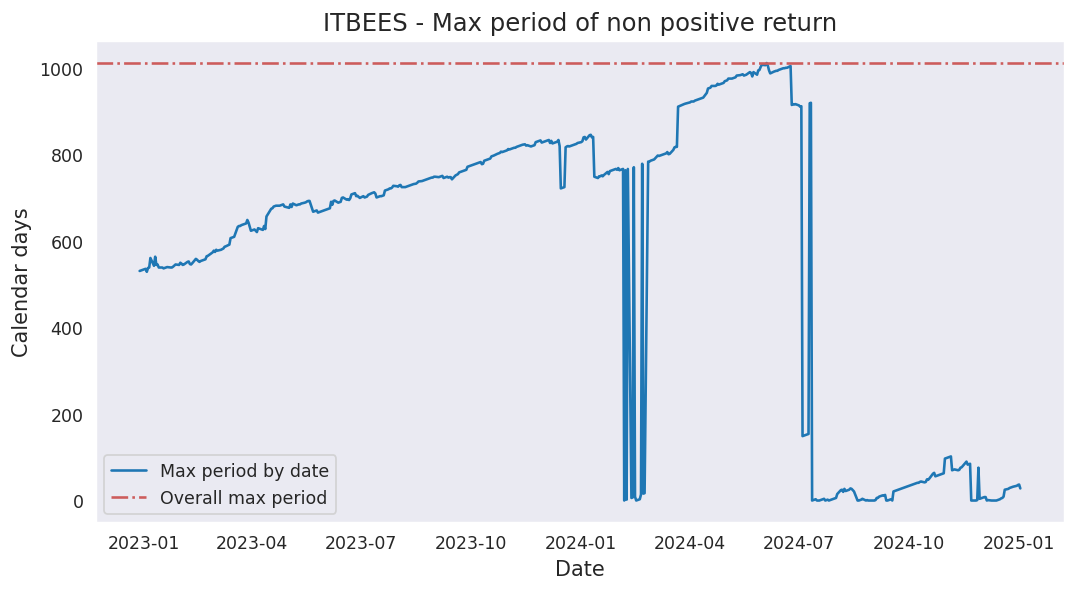 ITBEES - Max period of non positive return
1000
800
600
400
200
0
Calendar days
Max period by date
Overall max period
2023-01 2023-04 2023-07 2023-10 2024-01 2024-04 2024-07 2024-10 2025-01
Date